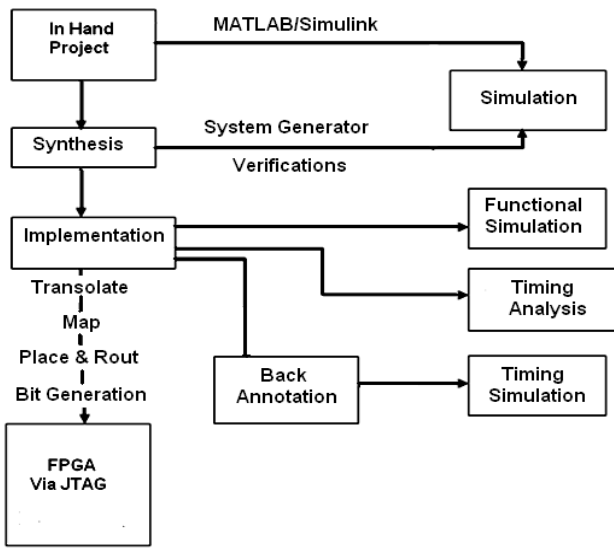 In Hand
Project
MATLAB/Simulink
Simulation
Synthesis
System Generator
Verifications
Implementation
Functional
Simulation
Timing
Analysis
Transolate
Map
Place & Rout
Bit Generation
Back
Annotation
Timing
Simulation
FPGA
Via JTAG